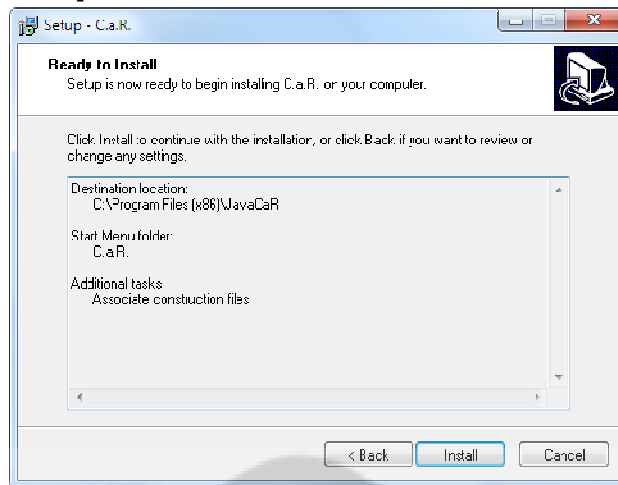 Setup - C.a.R.
Ready to Install
Setup is now ready to begin installing C.a.R. on your computer.
Click Install to continue with the installation, or click Back if you want to review or
change any settings.
Destination location:
C:\Program Files (x86)\JavaCaR
Start Menu folder:
C.a.R.
Additional tasks:
Associate construction files
< Back
Install
Cancel